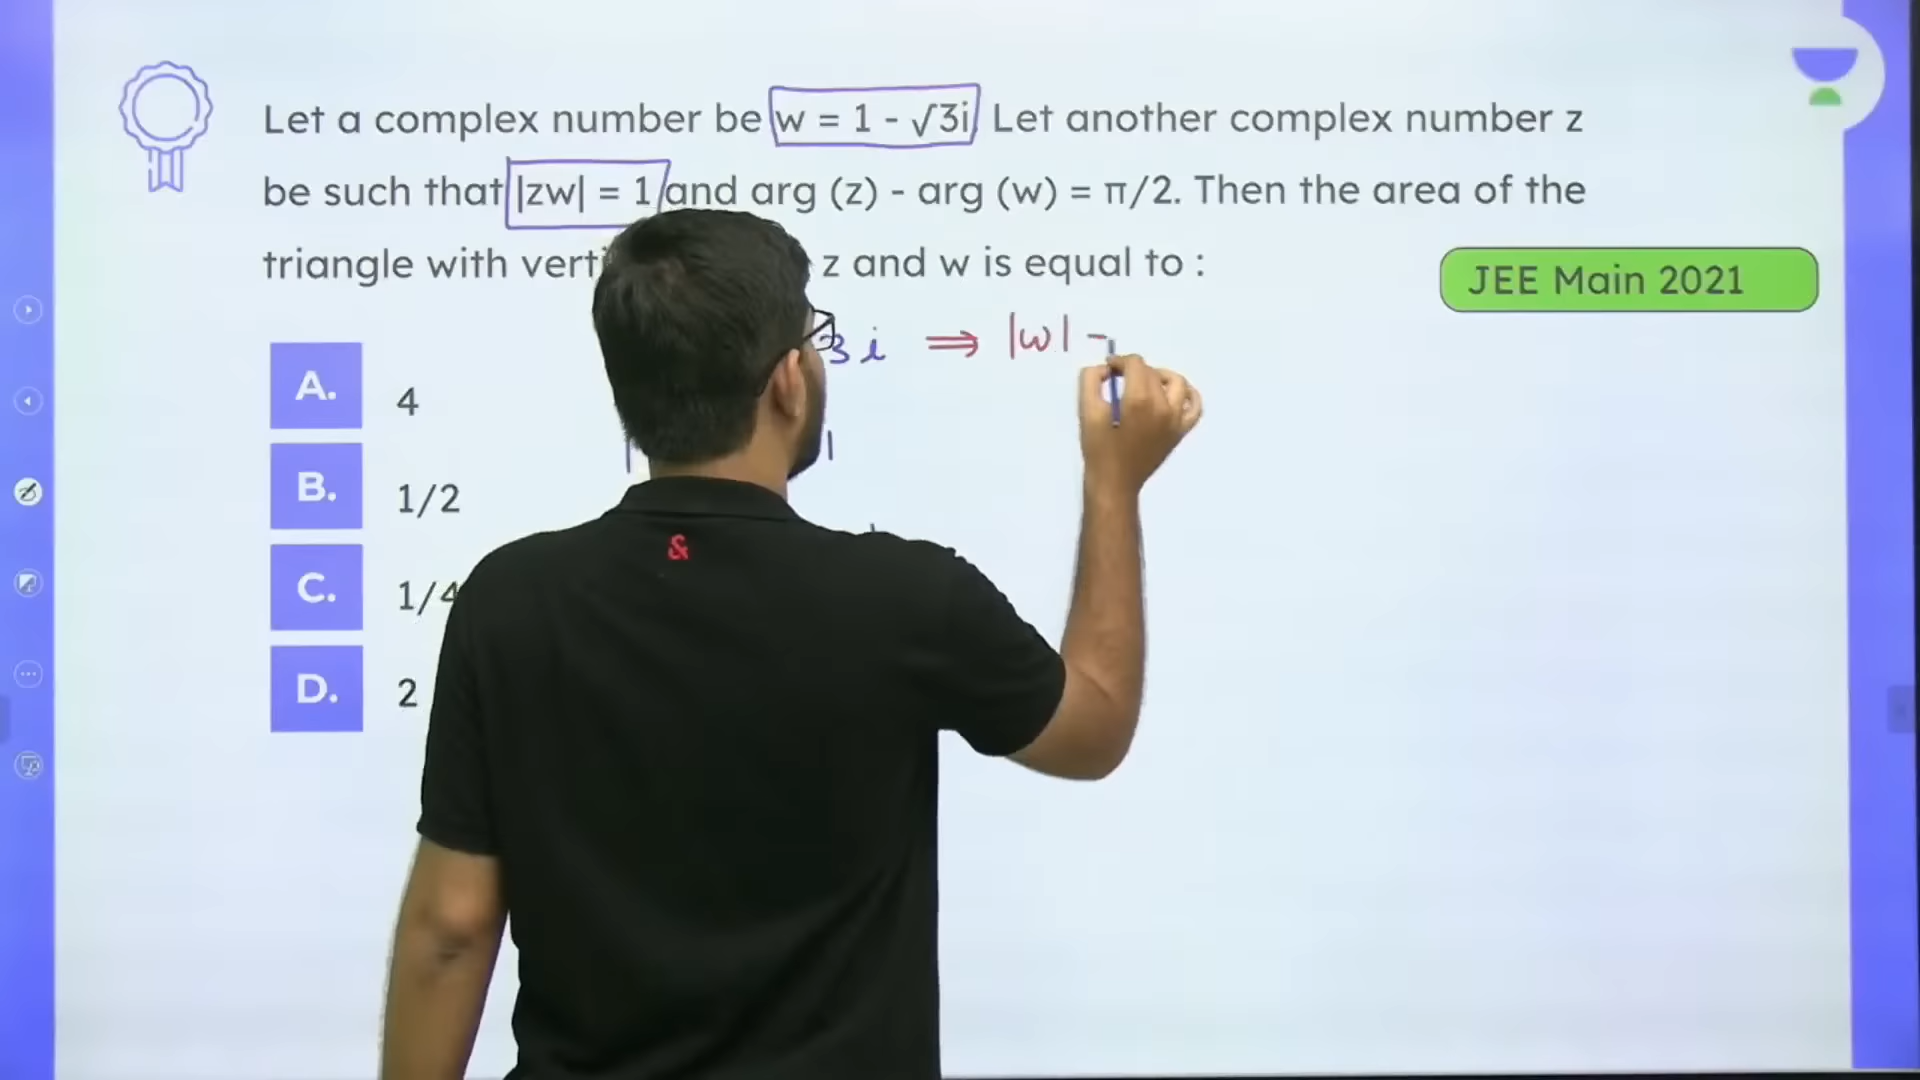 Let a complex number be w = 1 - √3i. Let another complex number z
be such that |zw| = 1 and arg (z) - arg (w) = π/2. Then the area of the
triangle with z and w is equal to :
JEE Main 2021
3 i ⇒ |w| -
A. 4
B. 1/2
C. 1/4
D. 2
&